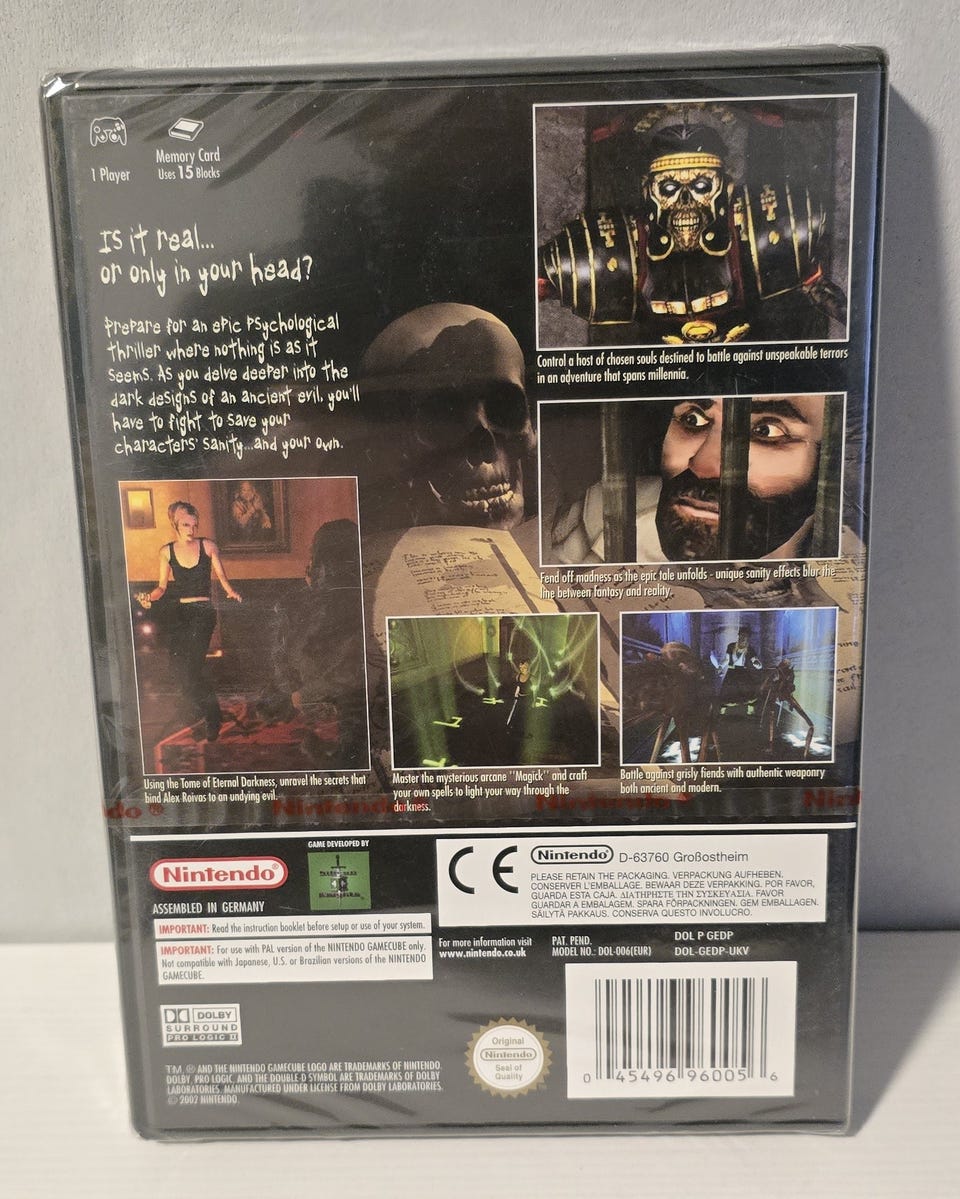 1 Player
Memory Card
Uses 15 Blocks
Is it real...
or only in your head?
Prepare for an epic psychological
thriller where nothing is as it
seems. As you delve deeper into the
dark designs of an ancient evil, you'll
have to fight to save your
characters' sanity...and your own.
Control a host of chosen souls destined to battle against unspeakable terrors
in an adventure that spans millennia.
Fend off madness as the epic tale unfolds - unique sanity effects blur the
line between fantasy and reality.
Using the Tome of Eternal Darkness, unravel the secrets that
bind Alex Roivas to an undying evil.
Master the mysterious arcane "Magick" and craft
your own spells to light your way through the
darkness.
Battle against grisly fiends with authentic weaponry
both ancient and modern.
do ® Nintendo Nintendo Nin
Nintendo®
GAME DEVELOPED BY
ASSEMBLED IN GERMANY
IMPORTANT: Read the instruction booklet before setup or use of your system.
IMPORTANT: For use with PAL version of the NINTENDO GAMECUBE only.
Not compatible with Japanese, U.S. or Brazilian versions of the NINTENDO
GAMECUBE.
CE Nintendo® D-63760 Großostheim
PLEASE RETAIN THE PACKAGING. VERPACKUNG AUFHEBEN.
CONSERVER L'EMBALLAGE. BEWAAR DEZE VERPAKKING. POR FAVOR,
GUARDA ESTA CAJA. ΔΙΑΤΗΡΗΣΤΕ ΤΗΝ ΣΥΣΚΕΥΑΣΙΑ. FAVOR
GUARDAR A EMBALAGEM. SPARA FÖRPACKNINGEN. GEM EMBALLAGEN.
SÄILYTÄ PAKKAUS. CONSERVA QUESTO INVOLUCRO.
For more information visit
www.nintendo.co.uk
PAT. PEND.
MODEL NO.: DOL-006(EUR)
DOL P GEDP
DOL-GEDP-UKV
DOLBY
SURROUND
PRO LOGIC II
Original
Nintendo
Seal of
Quality
0 45496 96005 6
TM, ® AND THE NINTENDO GAMECUBE LOGO ARE TRADEMARKS OF NINTENDO.
DOLBY, PRO LOGIC, AND THE DOUBLE-D SYMBOL ARE TRADEMARKS OF DOLBY
LABORATORIES. MANUFACTURED UNDER LICENSE FROM DOLBY LABORATORIES.
© 2002 NINTENDO.